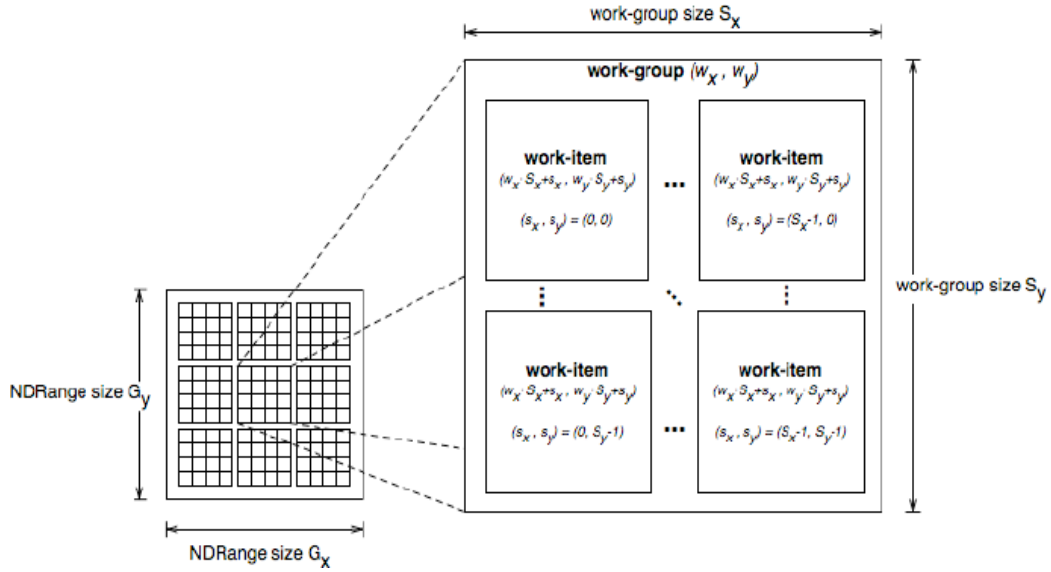 work-group size Sx
work-group (wx , wy)
work-item
(wx· Sx+sx , wy· Sy+sy)
(sx , sy) = (0, 0)
...
work-item
(wx· Sx+sx , wy· Sy+sy)
(sx , sy) = (Sx-1, 0)
work-group size Sy
work-item
(wx· Sx+sx , wy· Sy+sy)
(sx , sy) = (0, Sy-1)
...
work-item
(wx· Sx+sx , wy· Sy+sy)
(sx , sy) = (Sx-1, Sy-1)
NDRange size Gy
NDRange size Gx